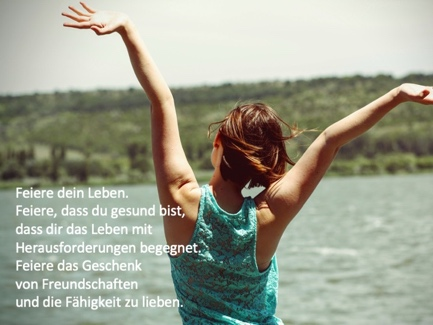 Feiere dein Leben.
Feiere, dass du gesund bist,
dass dir das Leben mit
Herausforderungen begegnet.
Feiere das Geschenk
von Freundschaften
und die Fähigkeit zu lieben.